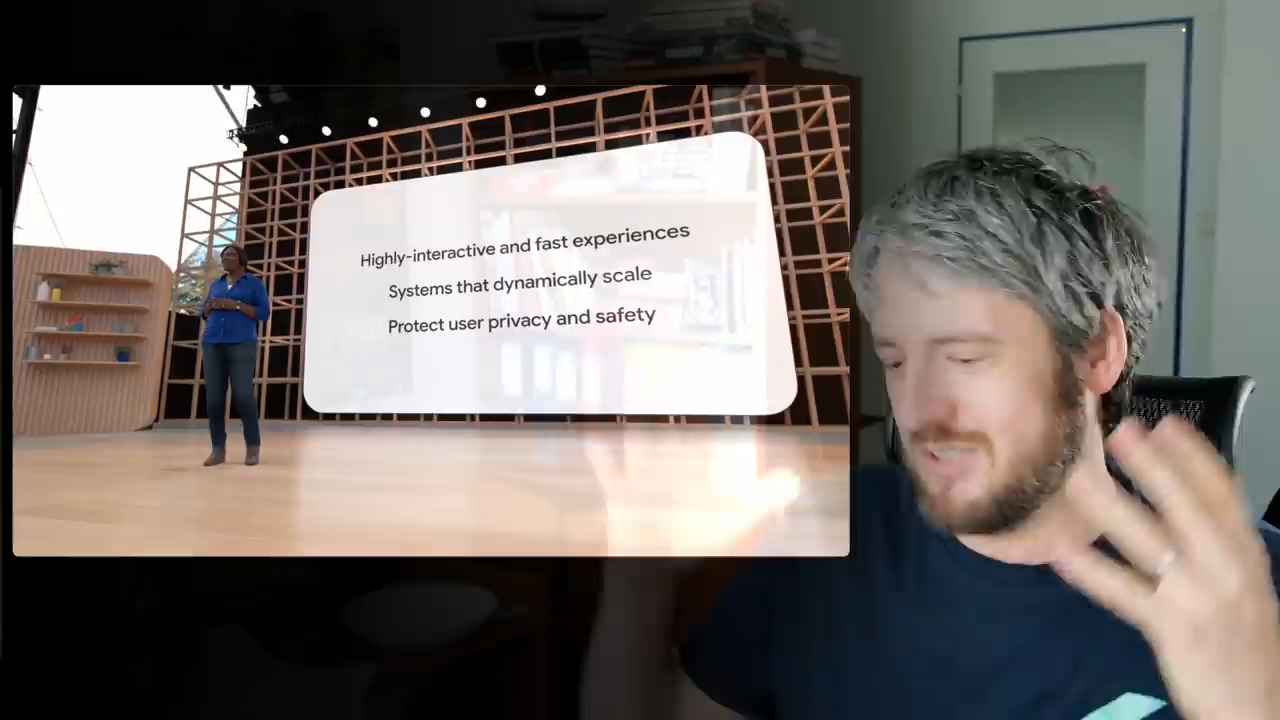 Highly-interactive and fast experiences
Systems that dynamically scale
Protect user privacy and safety